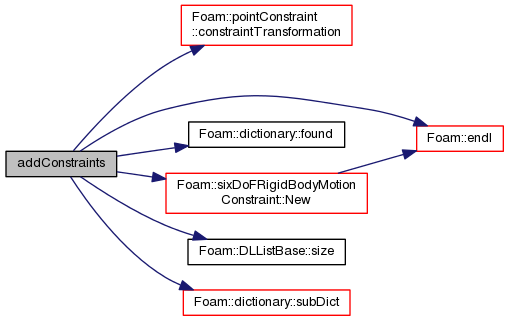 Foam::pointConstraint
::constraintTransformation
addConstraints
Foam::endl
Foam::dictionary::found
Foam::sixDoFRigidBodyMotion
Constraint::New
Foam::DLListBase::size
Foam::dictionary::subDict